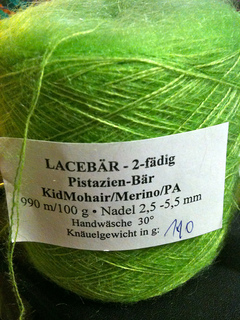 LACEBÄR - 2-fädig
Pistazien-Bär
KidMohair/Merino/PA
990 m/100 g • Nadel 2,5 -5,5 mm
Handwäsche 30°
Knäuelgewicht in g: 190